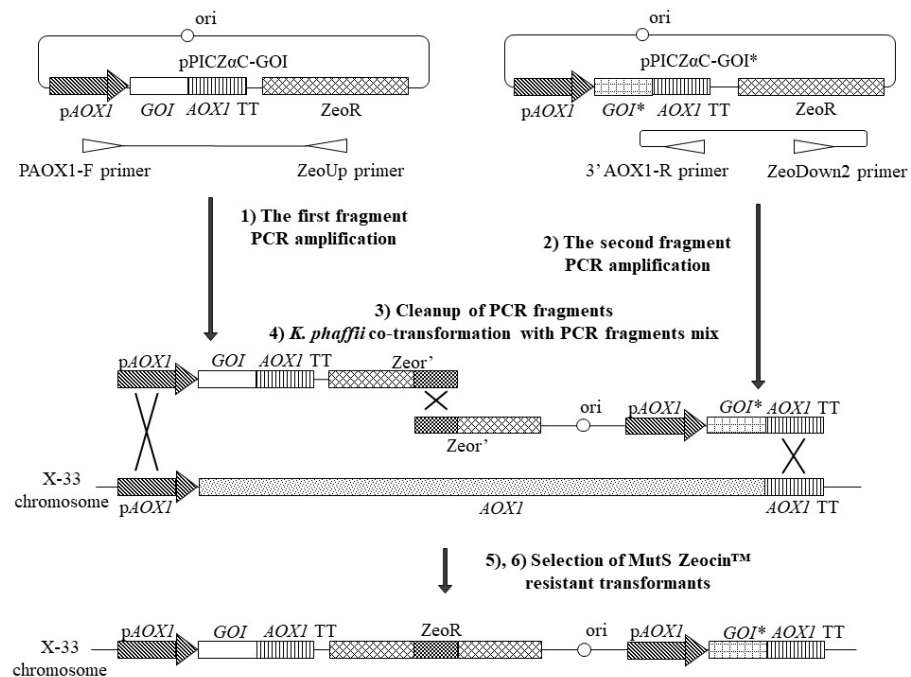 ori
pPICZαC-GOI
pAOX1 GOI AOX1 TT ZeoR
PAOX1-F primer ZeoUp primer
ori
pPICZαC-GOI*
pAOX1 GOI* AOX1 TT ZeoR
3' AOX1-R primer ZeoDown2 primer
1) The first fragment
PCR amplification
2) The second fragment
PCR amplification
3) Cleanup of PCR fragments
4) K. phaffii co-transformation with PCR fragments mix
pAOX1 GOI AOX1 TT Zeor'
Zeor' ori pAOX1 GOI* AOX1 TT
X-33
chromosome
pAOX1 AOX1 AOX1 TT
5), 6) Selection of MutS Zeocin™
resistant transformants
pAOX1 GOI AOX1 TT ZeoR ori pAOX1 GOI* AOX1 TT
X-33
chromosome